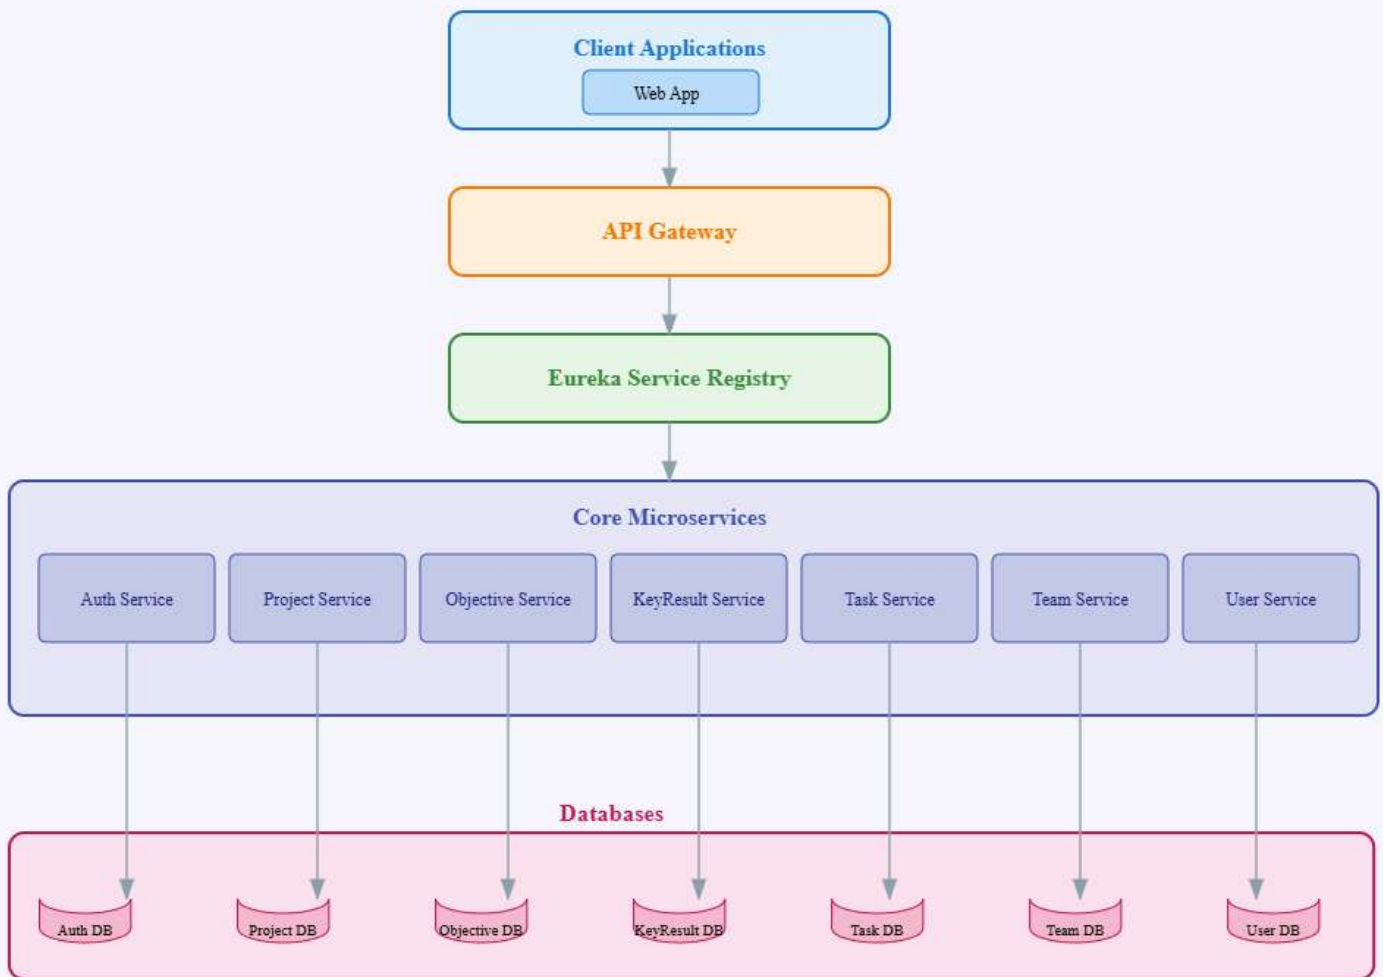 Client Applications
Web App
API Gateway
Eureka Service Registry
Core Microservices
Auth Service
Project Service
Objective Service
KeyResult Service
Task Service
Team Service
User Service
Databases
Auth DB
Project DB
Objective DB
KeyResult DB
Task DB
Team DB
User DB